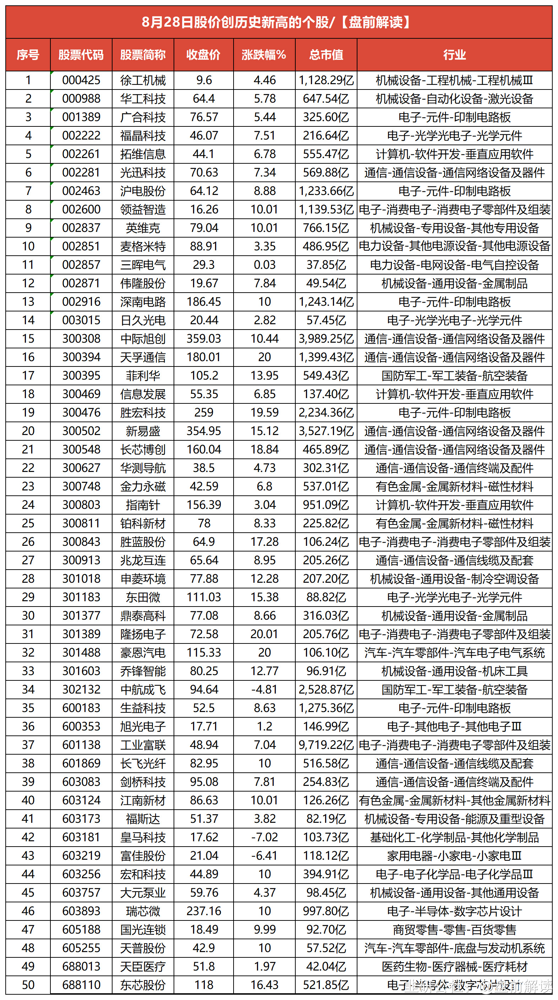 8月28日股价创历史新高的个股/【盘前解读】
序号 股票代码 股票简称 收盘价 涨跌幅% 总市值 行业
1 000425 徐工机械 9.6 4.46 1,128.29亿 机械设备-工程机械-工程机械Ⅲ
2 000988 华工科技 64.4 5.78 647.54亿 机械设备-自动化设备-激光设备
3 001389 广合科技 76.57 5.44 325.60亿 电子-元件-印制电路板
4 002222 福晶科技 46.07 7.51 216.64亿 电子-光学光电子-光学元件
5 002261 拓维信息 44.1 6.78 555.47亿 计算机-软件开发-垂直应用软件
6 002281 光迅科技 70.63 7.34 569.88亿 通信-通信设备-通信网络设备及器件
7 002463 沪电股份 64.12 8.88 1,233.66亿 电子-元件-印制电路板
8 002600 领益智造 16.26 10.01 1,139.53亿 电子-消费电子-消费电子零部件及组装
9 002837 英维克 79.04 10.01 766.15亿 机械设备-专用设备-其他专用设备
10 002851 麦格米特 88.91 3.35 486.95亿 电力设备-其他电源设备-其他电源设备
11 002857 三晖电气 29.3 0.03 37.85亿 电力设备-电网设备-电气自控设备
12 002871 伟隆股份 19.67 7.84 49.54亿 机械设备-通用设备-金属制品
13 002916 深南电路 186.45 10 1,243.14亿 电子-元件-印制电路板
14 003015 日久光电 20.44 2.82 57.45亿 电子-光学光电子-光学元件
15 300308 中际旭创 359.03 10.44 3,989.25亿 通信-通信设备-通信网络设备及器件
16 300394 天孚通信 180.01 20 1,399.43亿 通信-通信设备-通信网络设备及器件
17 300395 菲利华 105.2 13.95 549.43亿 国防军工-军工装备-航空装备
18 300469 信息发展 55.35 6.85 137.40亿 计算机-软件开发-垂直应用软件
19 300476 胜宏科技 259 19.59 2,234.36亿 电子-元件-印制电路板
20 300502 新易盛 354.95 15.12 3,527.19亿 通信-通信设备-通信网络设备及器件
21 300548 长芯博创 160.04 18.84 465.89亿 通信-通信设备-通信网络设备及器件
22 300627 华测导航 38.5 4.73 302.31亿 通信-通信设备-通信终端及配件
23 300748 金力永磁 42.59 6.8 537.01亿 有色金属-金属新材料-磁性材料
24 300803 指南针 156.39 3.04 951.09亿 计算机-软件开发-垂直应用软件
25 300811 铂科新材 78 8.33 225.82亿 有色金属-金属新材料-磁性材料
26 300843 胜蓝股份 64.9 17.28 106.24亿 电子-消费电子-消费电子零部件及组装
27 300913 兆龙互连 65.64 8.95 205.26亿 通信-通信设备-通信线缆及配套
28 301018 申菱环境 77.88 12.28 207.20亿 机械设备-通用设备-制冷空调设备
29 301183 东田微 111.03 15.38 88.82亿 电子-光学光电子-光学元件
30 301377 鼎泰高科 77.08 8.66 316.03亿 机械设备-通用设备-金属制品
31 301389 隆扬电子 72.58 20.01 205.76亿 电子-消费电子-消费电子零部件及组装
32 301488 豪恩汽电 115.33 20 106.10亿 汽车-汽车零部件-汽车电子电气系统
33 301603 乔锋智能 80.25 12.77 96.91亿 机械设备-通用设备-机床工具
34 302132 中航成飞 94.64 -4.81 2,528.87亿 国防军工-军工装备-航空装备
35 600183 生益科技 52.5 8.63 1,275.36亿 电子-元件-印制电路板
36 600353 旭光电子 17.71 1.2 146.99亿 电子-其他电子-其他电子Ⅲ
37 601138 工业富联 48.94 7.04 9,719.22亿 电子-消费电子-消费电子零部件及组装
38 601869 长飞光纤 82.95 10 516.58亿 通信-通信设备-通信线缆及配套
39 603083 剑桥科技 95.08 7.81 254.83亿 通信-通信设备-通信终端及配件
40 603124 江南新材 86.63 10.01 126.26亿 有色金属-金属新材料-其他金属新材料
41 603173 福斯达 51.37 3.82 82.19亿 机械设备-专用设备-能源及重型设备
42 603181 皇马科技 17.62 -7.02 103.73亿 基础化工-化学制品-其他化学制品
43 603219 富佳股份 21.04 -6.41 118.12亿 家用电器-小家电-小家电Ⅲ
44 603256 宏和科技 44.89 10 394.91亿 电子-电子化学品-电子化学品Ⅲ
45 603757 大元泵业 59.76 4.37 98.45亿 机械设备-通用设备-其他通用设备
46 603893 瑞芯微 237.16 10 997.80亿 电子-半导体-数字芯片设计
47 605188 国光连锁 18.49 9.99 92.70亿 商贸零售-零售-百货零售
48 605255 天普股份 42.9 10 57.52亿 汽车-汽车零部件-底盘与发动机系统
49 688013 天臣医疗 51.8 1.97 42.04亿 医药生物-医疗器械-医疗耗材
50 688110 东芯股份 118 16.43 521.85亿 电子-半导体-数字芯片设计
韭研公社：@盘前解读